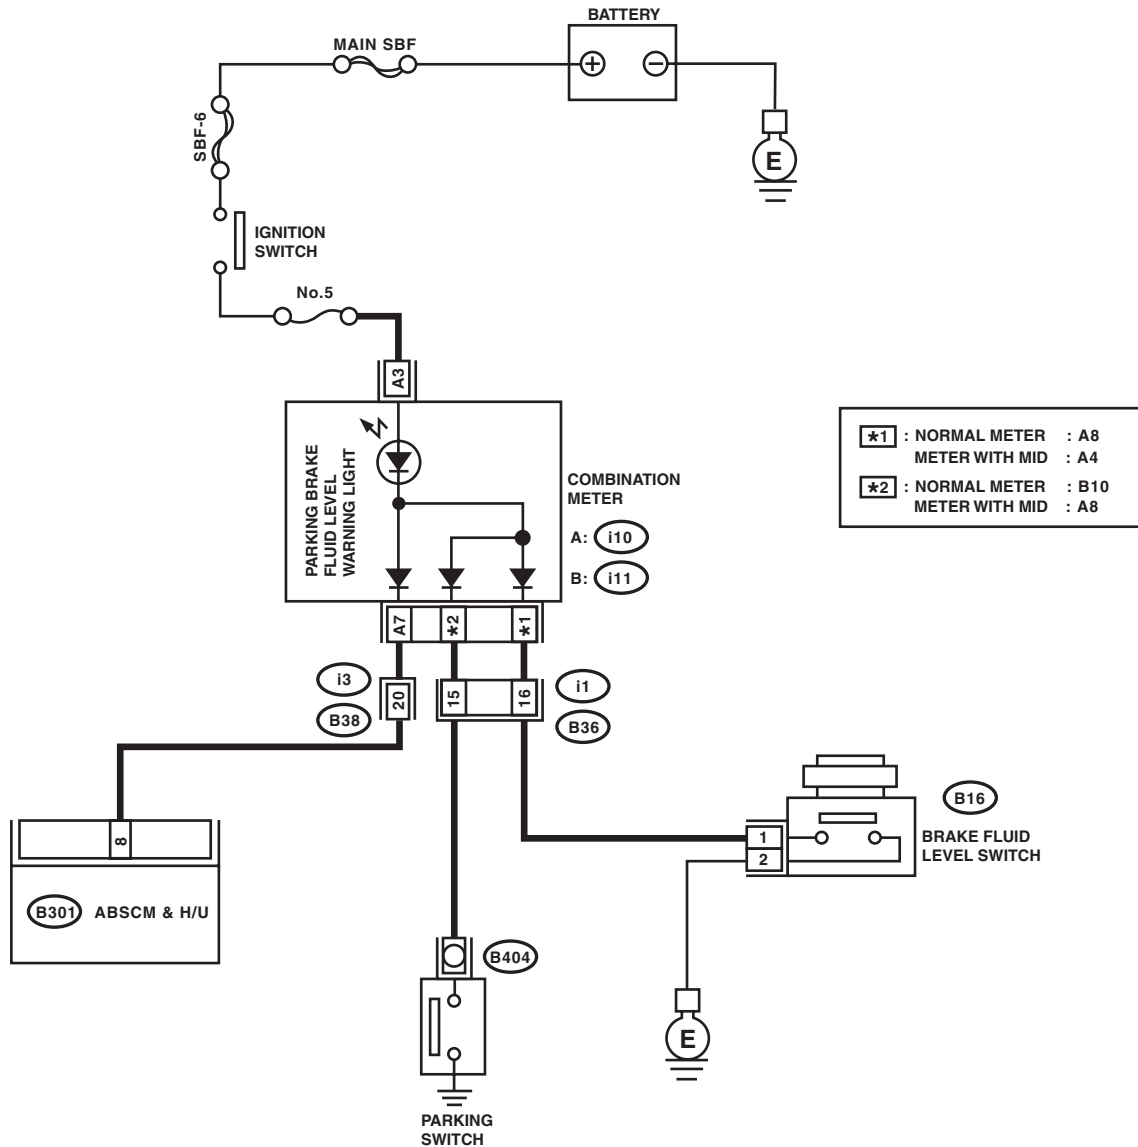 BATTERY
MAIN SBF
+
−
SBF-6
E
IGNITION
SWITCH
No.5
A3
PARKING BRAKE
FLUID LEVEL
WARNING LIGHT
COMBINATION
METER
A: i10
B: i11
*1 : NORMAL METER : A8
METER WITH MID : A4
*2 : NORMAL METER : B10
METER WITH MID : A8
A7
*2
*1
i3
B38
20
15
16
i1
B36
B16
1
2
BRAKE FLUID
LEVEL SWITCH
8
B301 ABSCM & H/U
B404
E
PARKING
SWITCH